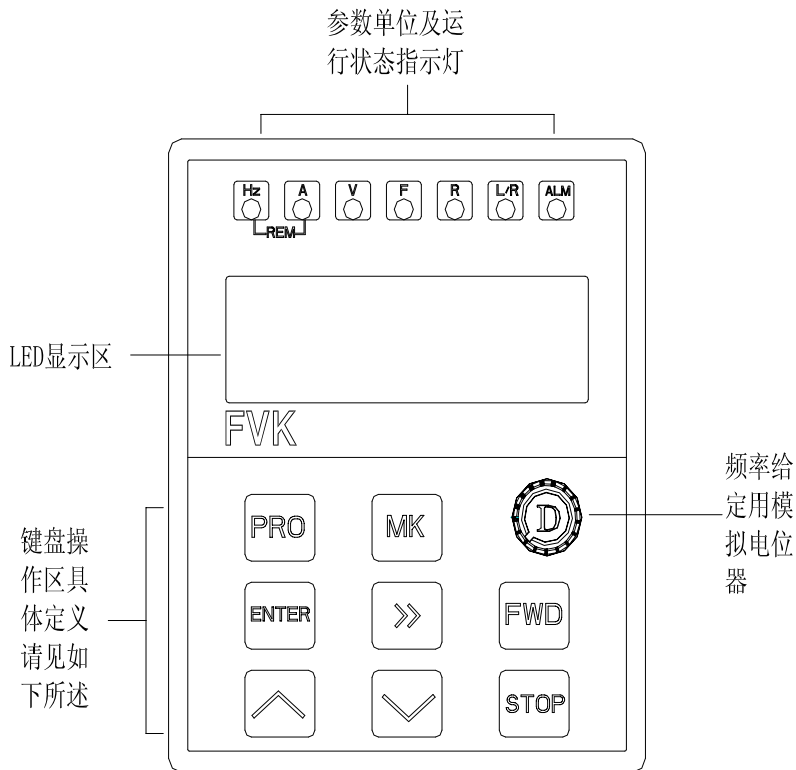 参数单位及运
行状态指示灯
Hz A V F R L/R ALM
REM
LED显示区
FVK
频率给
定用模
拟电位
器
键盘操
作区具
体定义
请见如
下所述
PRO MK D
ENTER >> FWD
STOP